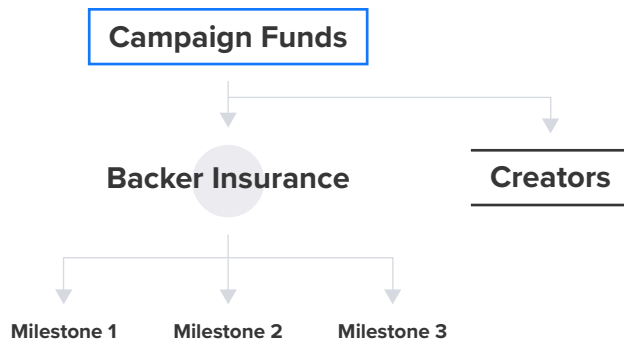 Campaign Funds
Backer Insurance
Creators
Milestone 1
Milestone 2
Milestone 3